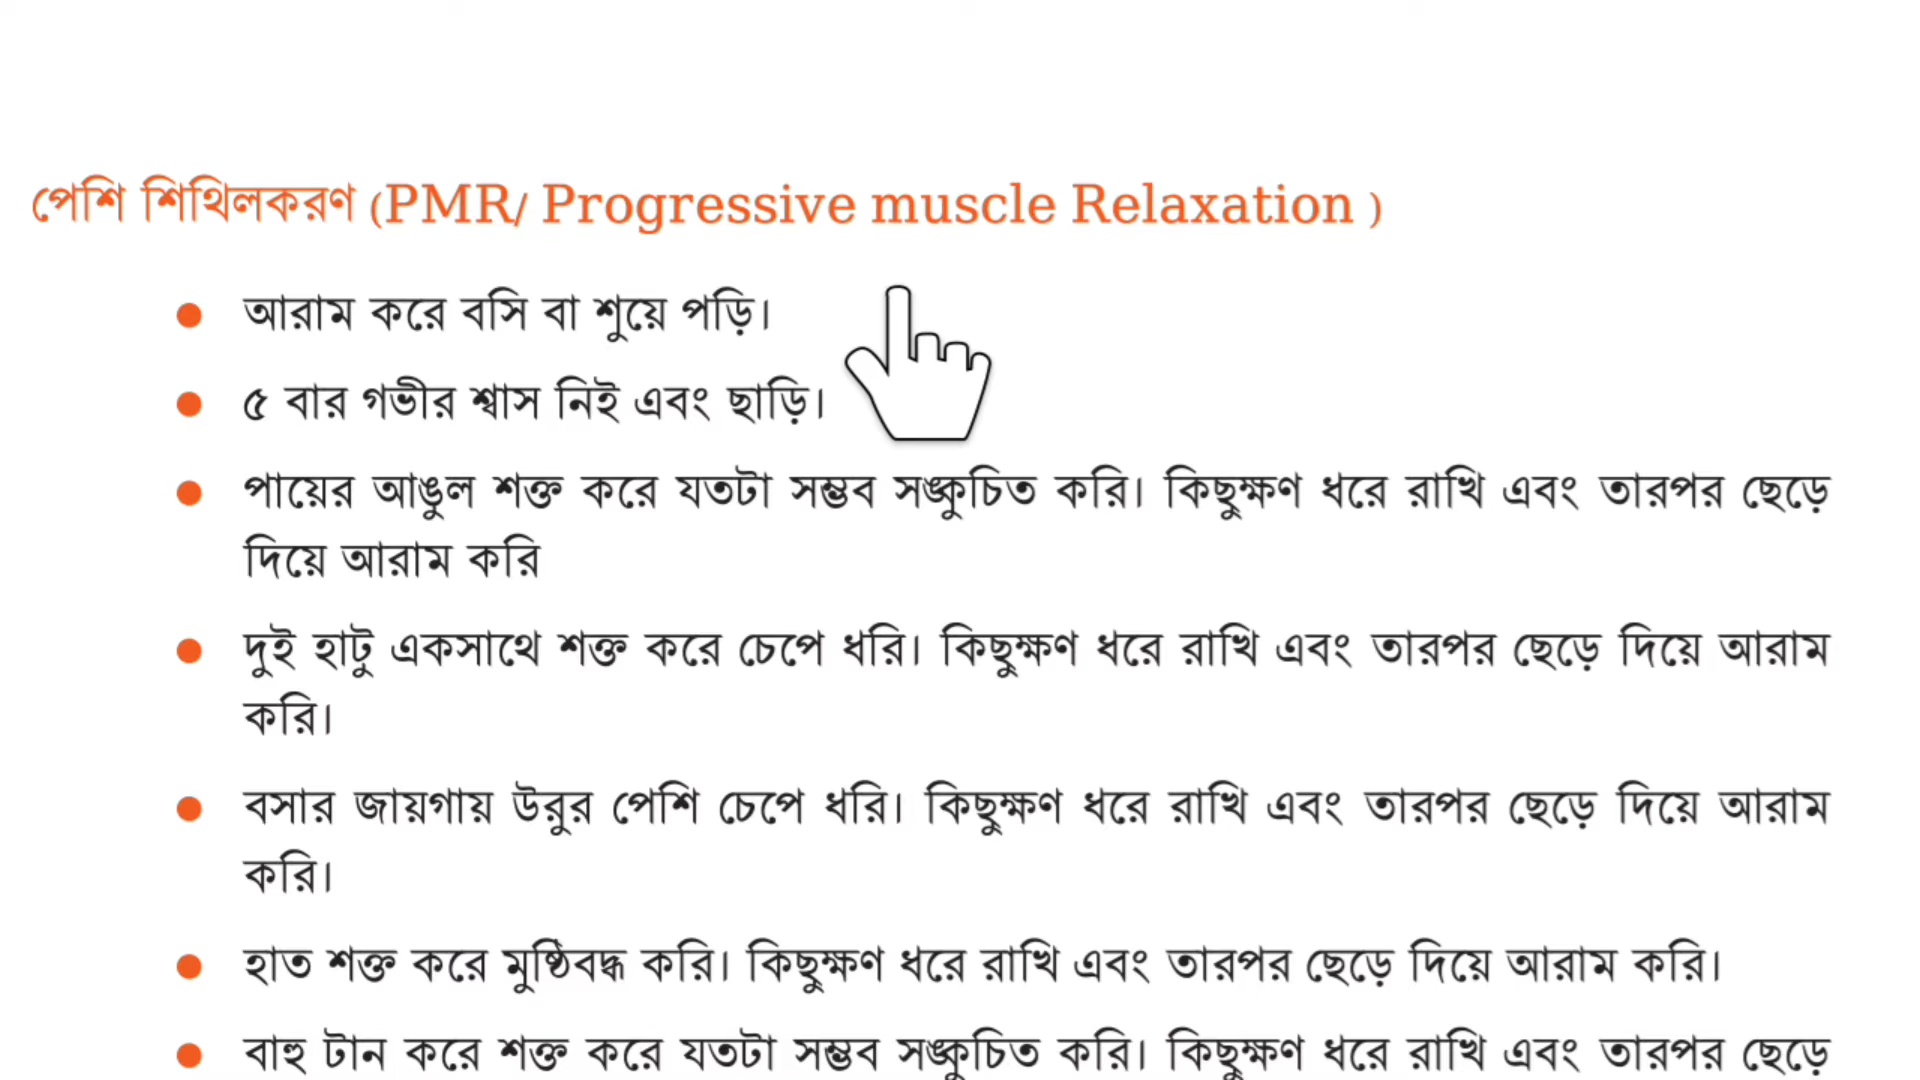 পেশি শিথিলকরণ (PMR/ Progressive muscle Relaxation )
● আরাম করে বসি বা শুয়ে পড়ি।
● ৫ বার গভীর শ্বাস নিই এবং ছাড়ি।
● পায়ের আঙুল শক্ত করে যতটা সম্ভব সঙ্কুচিত করি। কিছুক্ষণ ধরে রাখি এবং তারপর ছেড়ে
দিয়ে আরাম করি
● দুই হাটু একসাথে শক্ত করে চেপে ধরি। কিছুক্ষণ ধরে রাখি এবং তারপর ছেড়ে দিয়ে আরাম
করি।
● বসার জায়গায় উরুর পেশি চেপে ধরি। কিছুক্ষণ ধরে রাখি এবং তারপর ছেড়ে দিয়ে আরাম
করি।
● হাত শক্ত করে মুষ্ঠিবদ্ধ করি। কিছুক্ষণ ধরে রাখি এবং তারপর ছেড়ে দিয়ে আরাম করি।
● বাহু টান করে শক্ত করে যতটা সম্ভব সঙ্কুচিত করি। কিছুক্ষণ ধরে রাখি এবং তারপর ছেড়ে